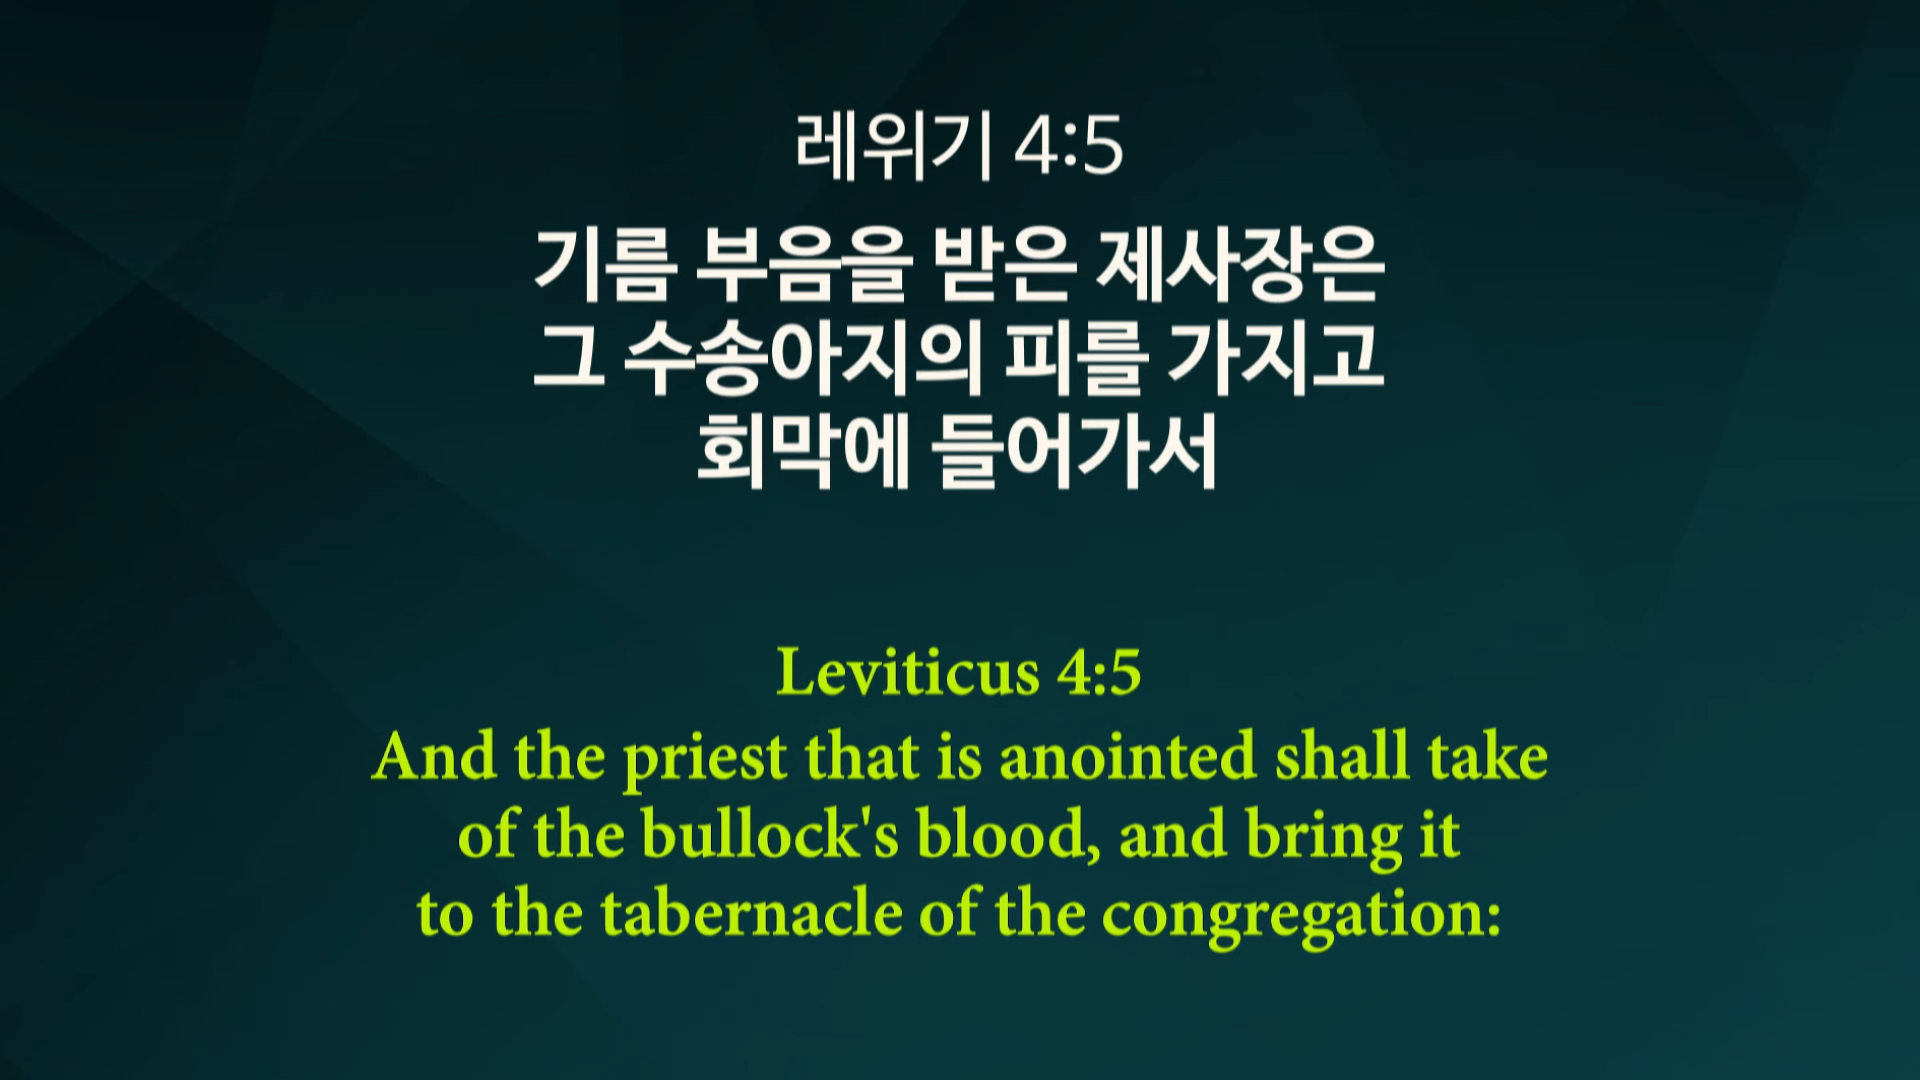 레위기 4:5
기름 부음을 받은 제사장은
그 수송아지의 피를 가지고
회막에 들어가서
Leviticus 4:5
And the priest that is anointed shall take
of the bullock's blood, and bring it
to the tabernacle of the congregation: